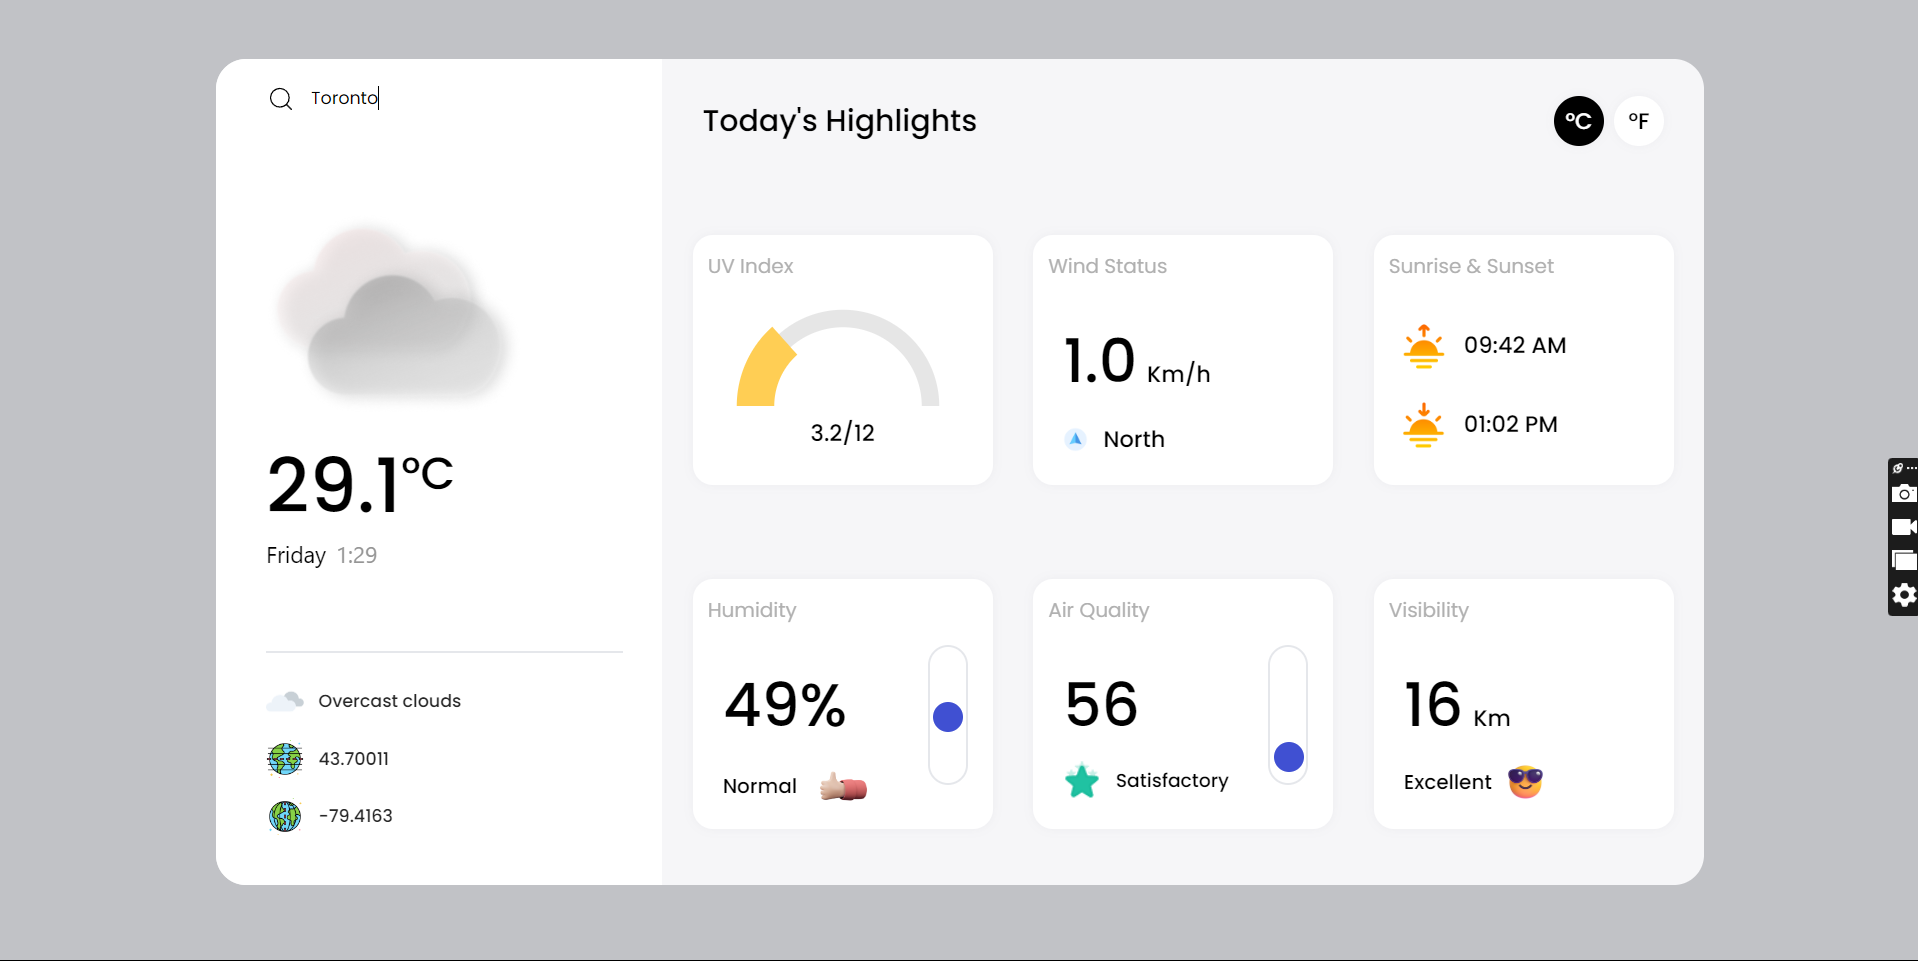 Toronto
29.1°C
Friday 1:29
Overcast clouds
43.70011
-79.4163
Today's Highlights
°C °F
UV Index
3.2/12
Wind Status
1.0 Km/h
North
Sunrise & Sunset
09:42 AM
01:02 PM
Humidity
49%
Normal
Air Quality
56
Satisfactory
Visibility
16 Km
Excellent